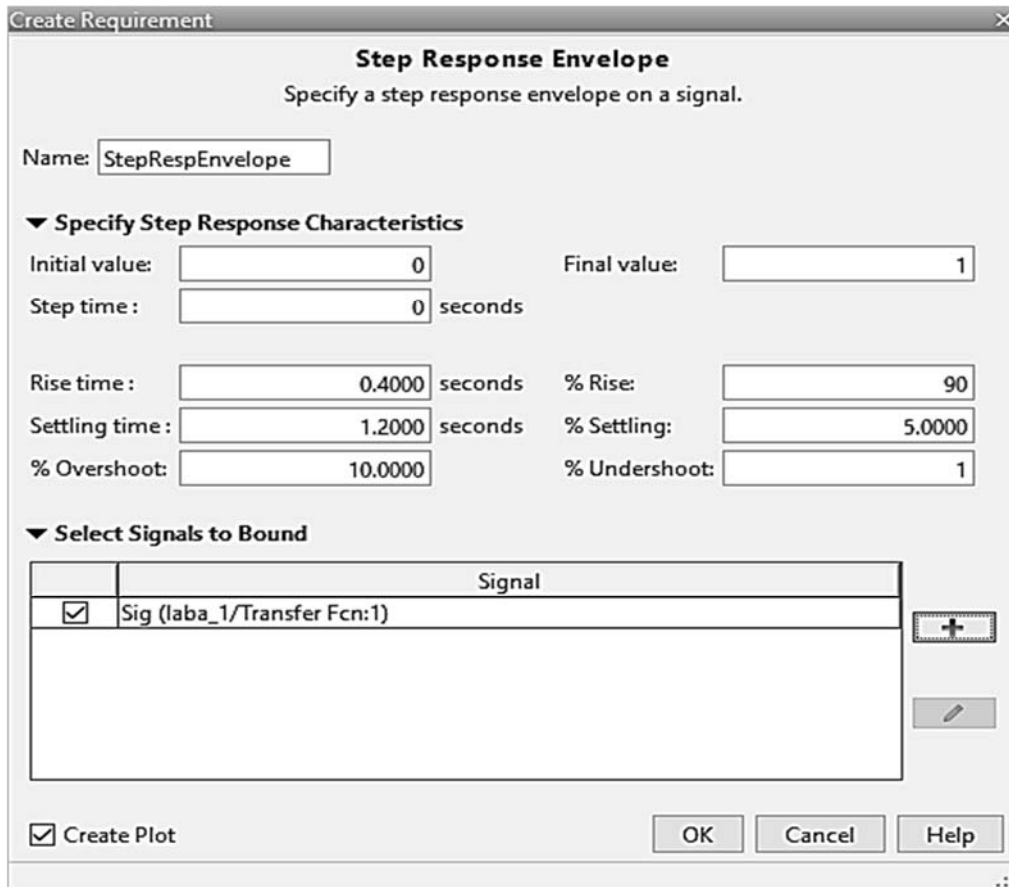 Create Requirement
Step Response Envelope
Specify a step response envelope on a signal.
Name: StepRespEnvelope
Specify Step Response Characteristics
Initial value: 0 Final value: 1
Step time : 0 seconds
Rise time : 0.4000 seconds % Rise: 90
Settling time : 1.2000 seconds % Settling: 5.0000
% Overshoot: 10.0000 % Undershoot: 1
Select Signals to Bound
Signal
Sig (laba_1/Transfer Fcn:1)
Create Plot OK Cancel Help